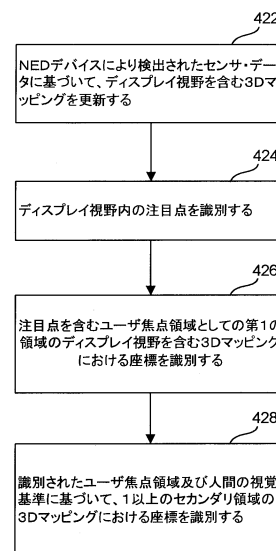 422
NEDデバイスにより検出されたセンサ・デー
タに基づいて、ディスプレイ視野を含む3Dマ
ッピングを更新する
424
ディスプレイ視野内の注目点を識別する
426
注目点を含むユーザ焦点領域としての第1の
領域のディスプレイ視野を含む3Dマッピング
における座標を識別する
428
識別されたユーザ焦点領域及び人間の視覚
基準に基づいて、1以上のセカンダリ領域の
3Dマッピングにおける座標を識別する